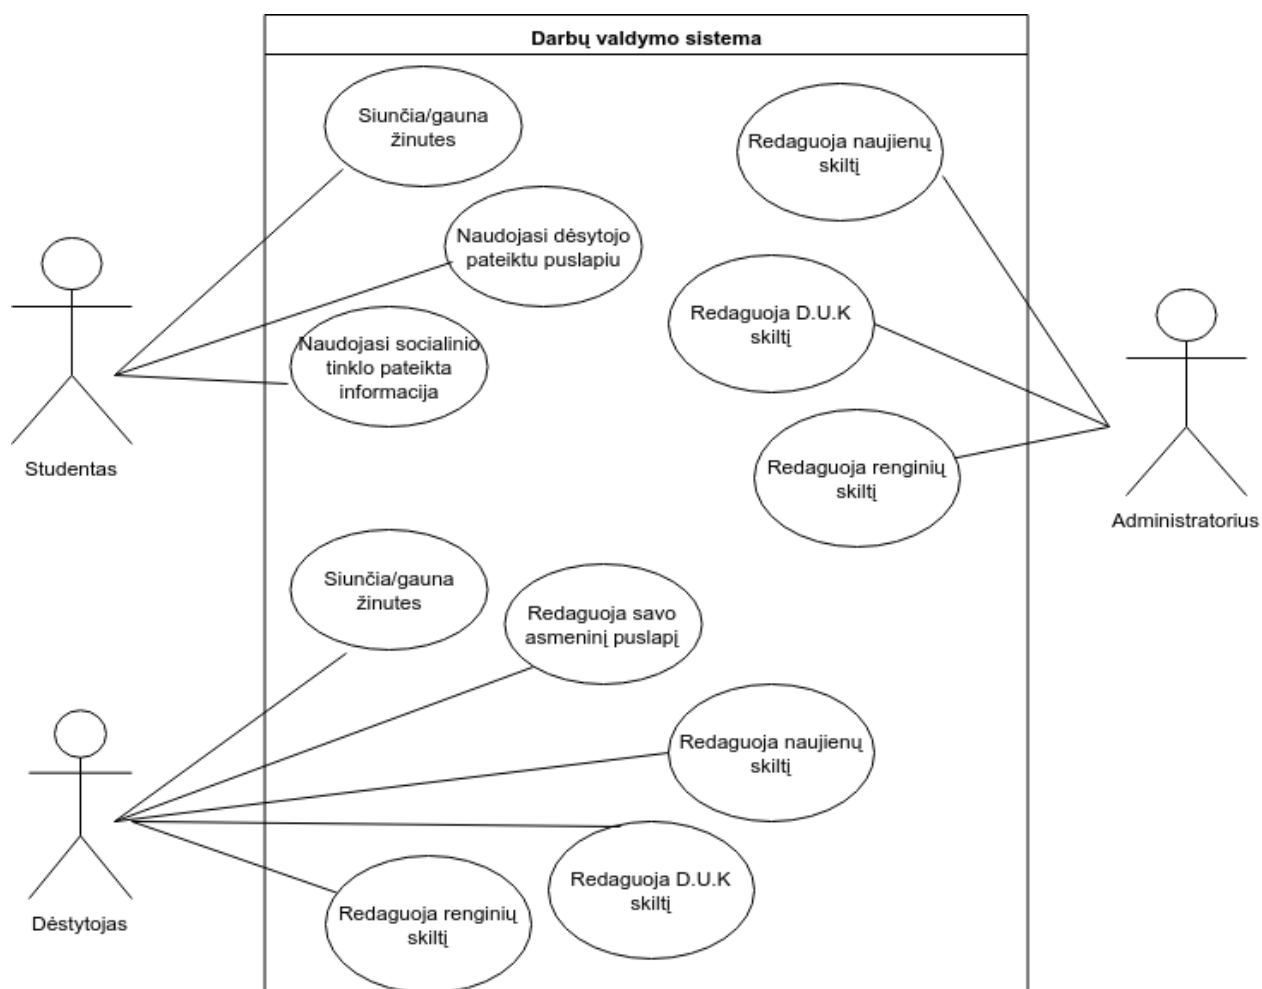 Darbų valdymo sistema
Siunčia/gauna
žinutes
Redaguoja naujienų
skiltį
Naudojasi dėsytojo
pateiktu puslapiu
Redaguoja D.U.K
skiltį
Naudojasi socialinio
tinklo pateikta
informacija
Studentas
Redaguoja renginių
skiltį
Administratorius
Siunčia/gauna
žinutes
Redaguoja savo
asmeninį puslapį
Redaguoja naujienų
skiltį
Redaguoja D.U.K
skiltį
Redaguoja renginių
skiltį
Dėstytojas